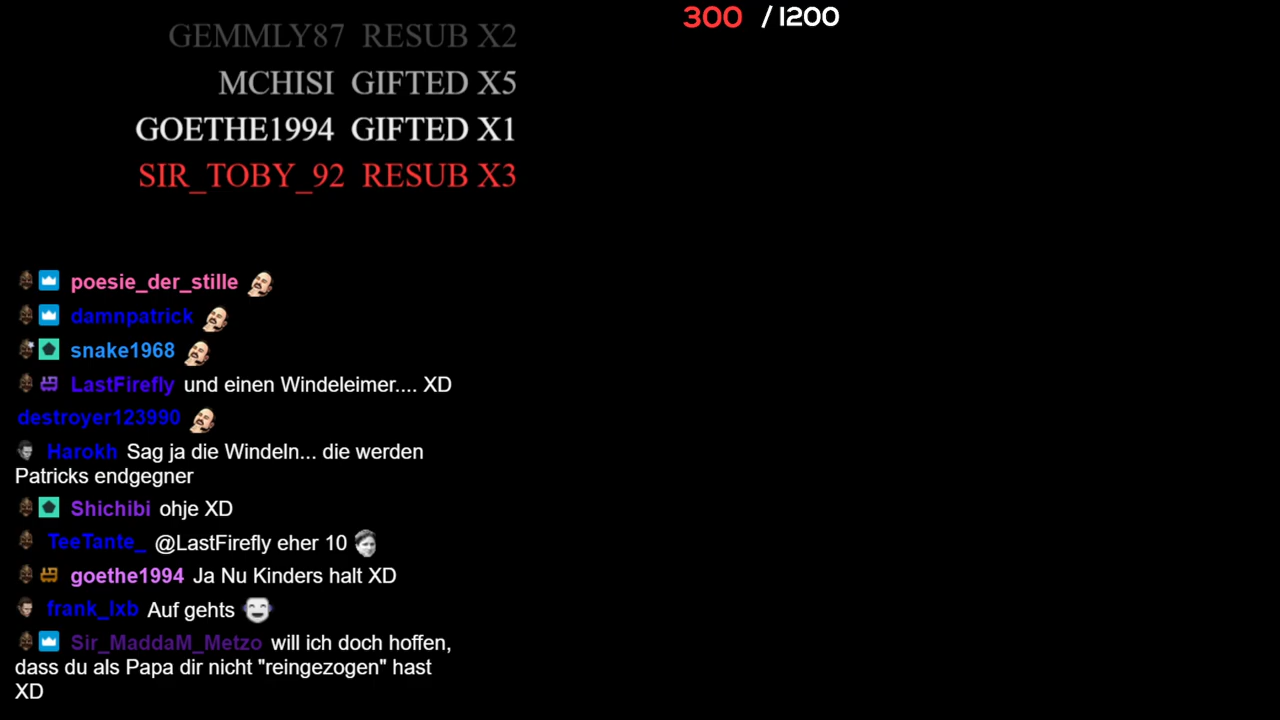 300 /1200
GEMMLY87 RESUB X2
MCHISI GIFTED X5
GOETHE1994 GIFTED X1
SIR_TOBY_92 RESUB X3
poesie_der_stille
damnpatrick
snake1968
LastFirefly und einen Windeleimer.... XD
destroyer123990
Harokh Sag ja die Windeln... die werden
Patricks endgegner
Shichibi ohje XD
TeeTante_ @LastFirefly eher 10
goethe1994 Ja Nu Kinders halt XD
frank_lxb Auf gehts
Sir_MaddaM_Metzo will ich doch hoffen,
dass du als Papa dir nicht "reingezogen" hast
XD